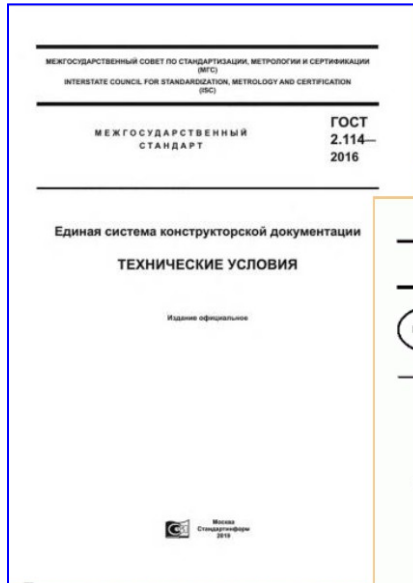 МЕЖГОСУДАРСТВЕННЫЙ СОВЕТ ПО СТАНДАРТИЗАЦИИ, МЕТРОЛОГИИ И СЕРТИФИКАЦИИ
(МГС)
INTERSTATE COUNCIL FOR STANDARDIZATION, METROLOGY AND CERTIFICATION
(ISC)
МЕЖГОСУДАРСТВЕННЫЙ
СТАНДАРТ
ГОСТ
2.114—
2016
Единая система конструкторской документации
ТЕХНИЧЕСКИЕ УСЛОВИЯ
Издание официальное
Москва
Стандартинформ
2019